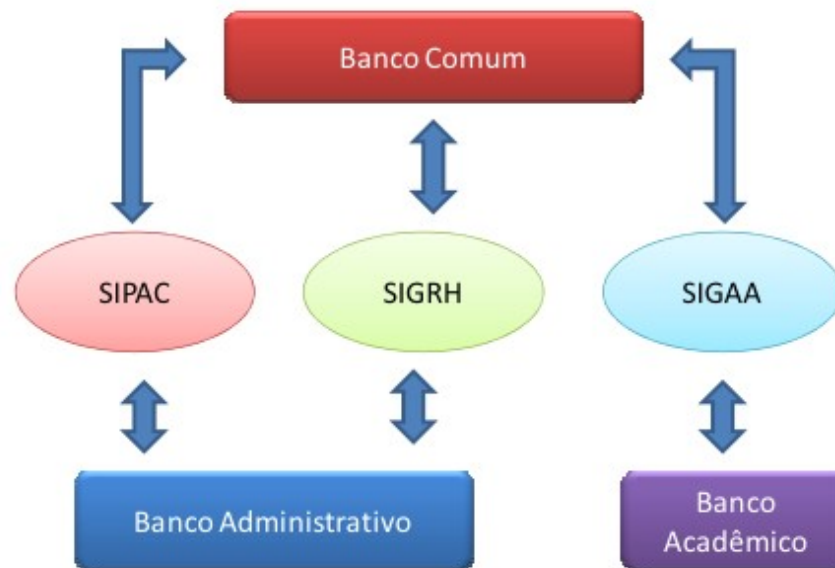 Banco Comum
SIPAC
SIGRH
SIGAA
Banco Administrativo
Banco
Acadêmico